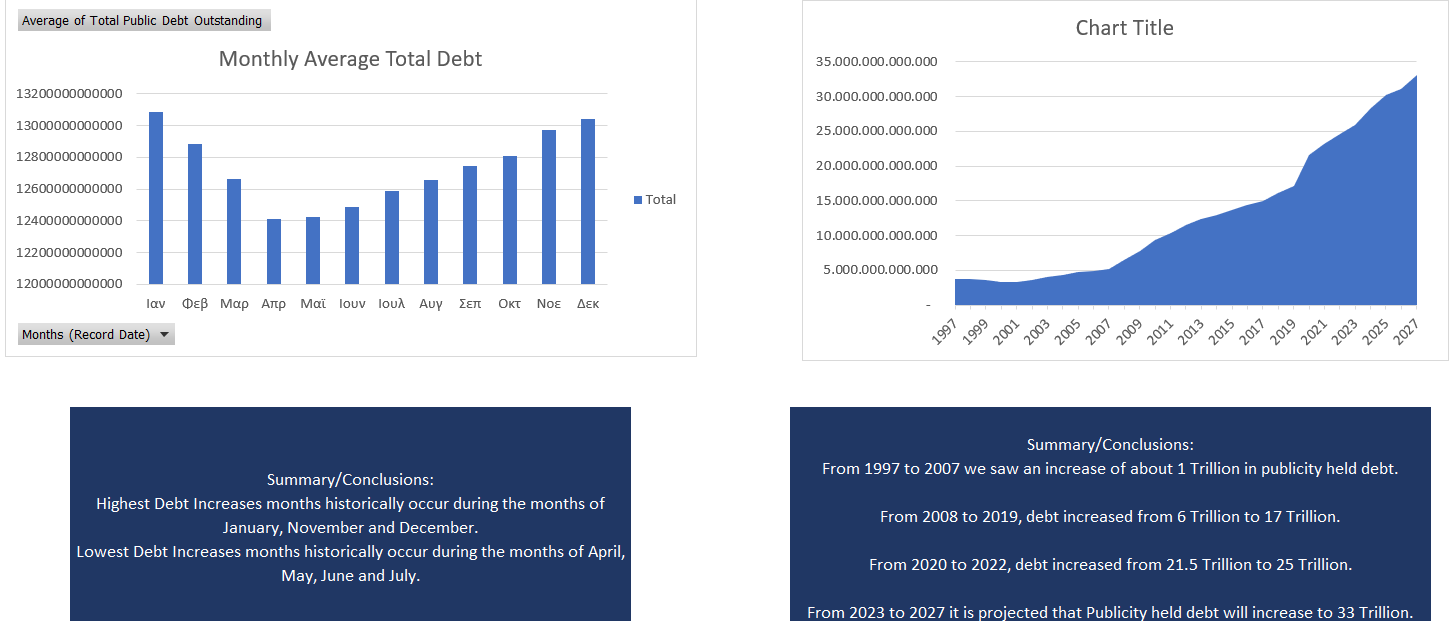 Average of Total Public Debt Outstanding
Monthly Average Total Debt
13200000000000
13000000000000
12800000000000
12600000000000
12400000000000
12200000000000
12000000000000
Ιαν Φεβ Μαρ Απρ Μαϊ Ιουν Ιουλ Αυγ Σεπ Οκτ Νοε Δεκ
Total
Months (Record Date)
Chart Title
35.000.000.000.000
30.000.000.000.000
25.000.000.000.000
20.000.000.000.000
15.000.000.000.000
10.000.000.000.000
5.000.000.000.000
-
1997 1999 2001 2003 2005 2007 2009 2011 2013 2015 2017 2019 2021 2023 2025 2027
Summary/Conclusions:
Highest Debt Increases months historically occur during the months of
January, November and December.
Lowest Debt Increases months historically occur during the months of April,
May, June and July.
Summary/Conclusions:
From 1997 to 2007 we saw an increase of about 1 Trillion in publicity held debt.
From 2008 to 2019, debt increased from 6 Trillion to 17 Trillion.
From 2020 to 2022, debt increased from 21.5 Trillion to 25 Trillion.
From 2023 to 2027 it is projected that Publicity held debt will increase to 33 Trillion.